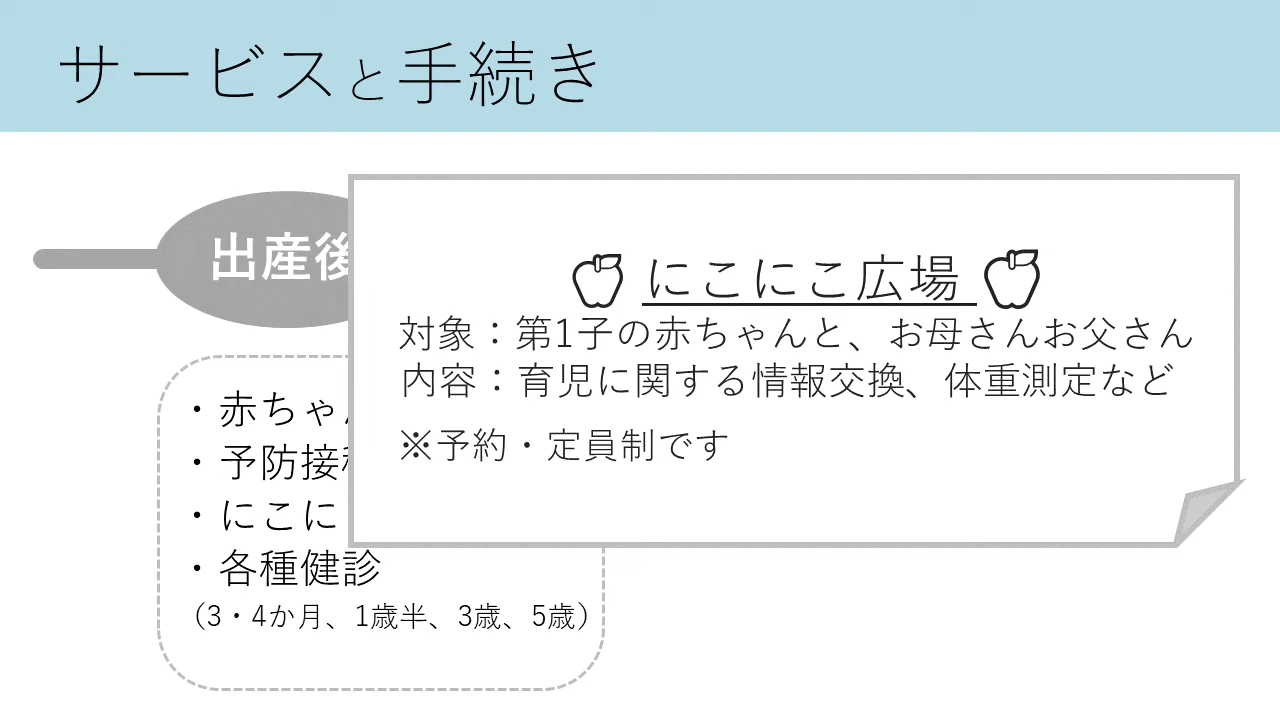 サービスと手続き
出産後
にこにこ広場
対象：第1子の赤ちゃんと、お母さんお父さん
内容：育児に関する情報交換、体重測定など
※予約・定員制です
・赤ちゃん
・予防接種
・にこに
・各種健診
（3・4か月、1歳半、3歳、5歳）